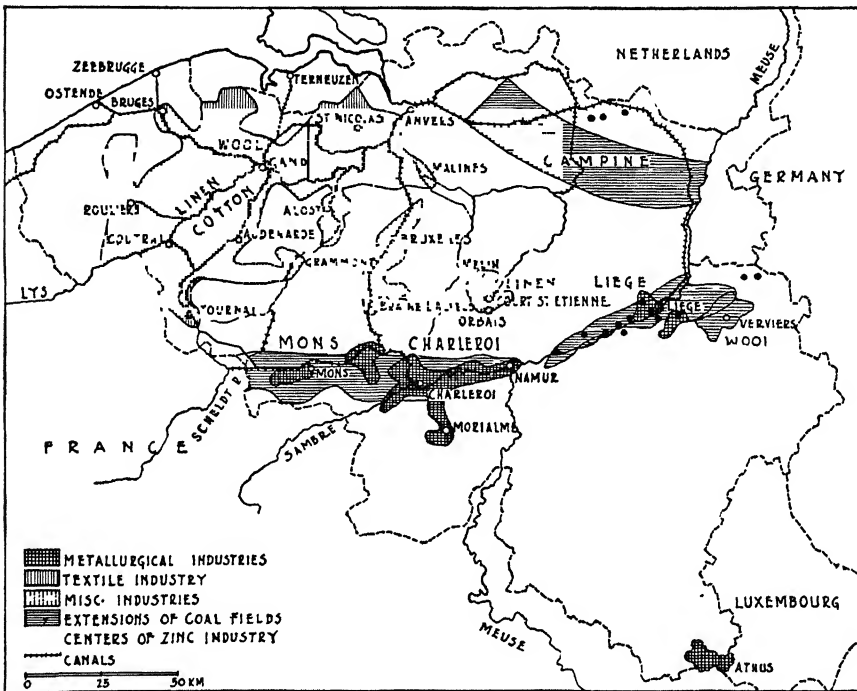 NETHERLANDS
MEUSE
ZEEBRUGGE
TERNEUZEN
OSTENDE
BRUGES
ST NICOLAS
ANVERS
WOOL
GAND
MALINES
CAMPINE
GERMANY
LINEN
COTTON
ROULERS
ALOST
COURTRAI
AUDENARDE
BRUXELLES
GRAMMONT
LYS
LINEN
LIEGE
COURT ST ETIENNE
LIEGE
TOURNAI
ORBAIS
VERVIERS
WOOL
MONS
CHARLEROI
MONS
NAMUR
CHARLEROI
SCHELDT R
FRANCE
SAMBRE
MORIALME
METALLURGICAL INDUSTRIES
TEXTILE INDUSTRY
MISC. INDUSTRIES
EXTENSIONS OF COAL FIELDS
CENTERS OF ZINC INDUSTRY
CANALS
0 25 50 KM
LUXEMBOURG
MEUSE
ATHUS